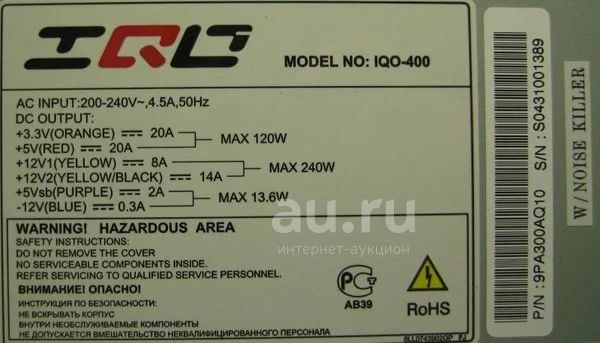 IQO
MODEL NO: IQO-400
AC INPUT:200-240V~,4.5A,50Hz
DC OUTPUT:
+3.3V(ORANGE) 20A
+5V(RED) 20A
MAX 120W
+12V1(YELLOW) 8A
+12V2(YELLOW/BLACK) 14A
MAX 240W
+5Vsb(PURPLE) 2A
-12V(BLUE) 0.3A
MAX 13.6W
WARNING! HAZARDOUS AREA
SAFETY INSTRUCTIONS:
DO NOT REMOVE THE COVER
NO SERVICEABLE COMPONENTS INSIDE.
REFER SERVICING TO QUALIFIED SERVICE PERSONNEL.
ВНИМАНИЕ! ОПАСНО!
ИНСТРУКЦИЯ ПО БЕЗОПАСНОСТИ:
НЕ ВСКРЫВАТЬ КОРПУС
ВНУТРИ НЕОБСЛУЖИВАЕМЫЕ КОМПОНЕНТЫ
НЕ ДОПУСКАЕТСЯ ВМЕШАТЕЛЬСТВО НЕКВАЛИФИЦИРОВАННОГО ПЕРСОНАЛА
АВ39
RoHS
au.ru
интернет-аукцион
P/N : 9PA300AQ10 S/N : S0431001389
W/NOISE KILLER